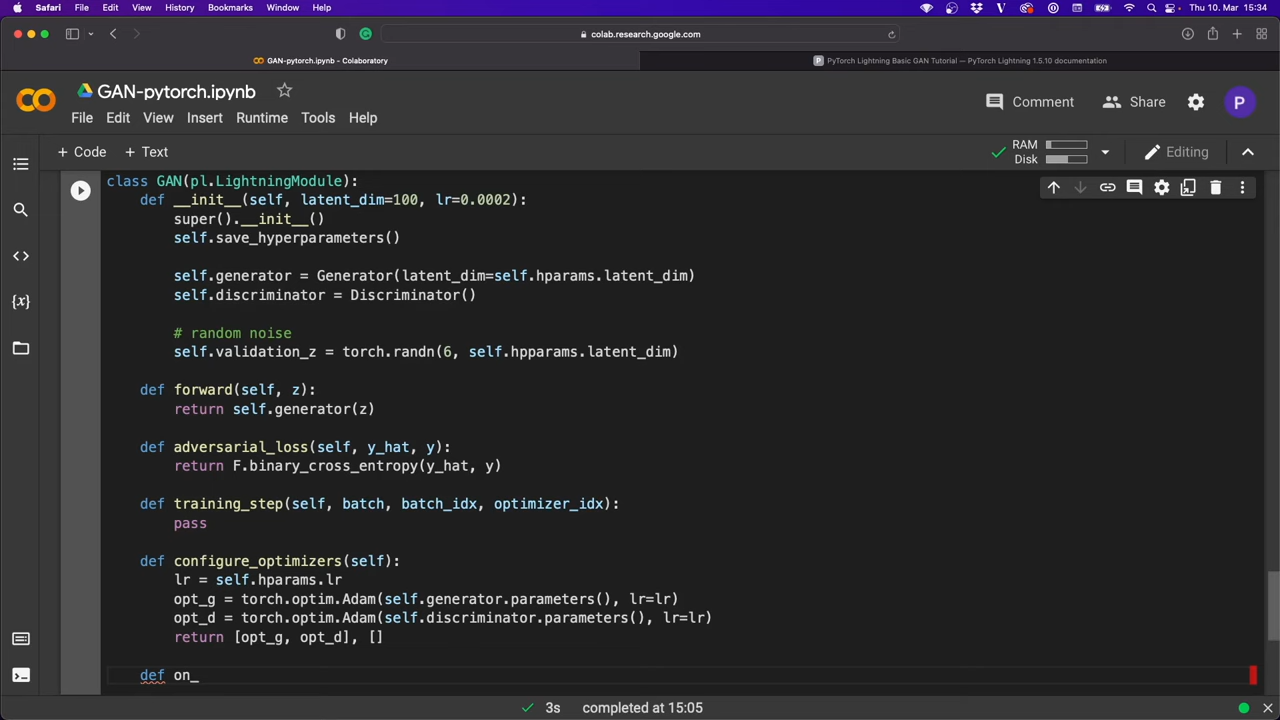 Safari File Edit View History Bookmarks Window Help Thu 10. Mar 15:34
colab.research.google.com
GAN-pytorch.ipynb - Colaboratory
PyTorch Lightning Basic GAN Tutorial — PyTorch Lightning 1.5.10 documentation
GAN-pytorch.ipynb
Comment Share P
File Edit View Insert Runtime Tools Help
+ Code + Text
RAM
Disk
Editing
class GAN(pl.LightningModule):
def __init__(self, latent_dim=100, lr=0.0002):
super().__init__()
self.save_hyperparameters()
self.generator = Generator(latent_dim=self.hparams.latent_dim)
self.discriminator = Discriminator()
# random noise
self.validation_z = torch.randn(6, self.hpparams.latent_dim)
def forward(self, z):
return self.generator(z)
def adversarial_loss(self, y_hat, y):
return F.binary_cross_entropy(y_hat, y)
def training_step(self, batch, batch_idx, optimizer_idx):
pass
def configure_optimizers(self):
lr = self.hparams.lr
opt_g = torch.optim.Adam(self.generator.parameters(), lr=lr)
opt_d = torch.optim.Adam(self.discriminator.parameters(), lr=lr)
return [opt_g, opt_d], []
def on_
3s completed at 15:05